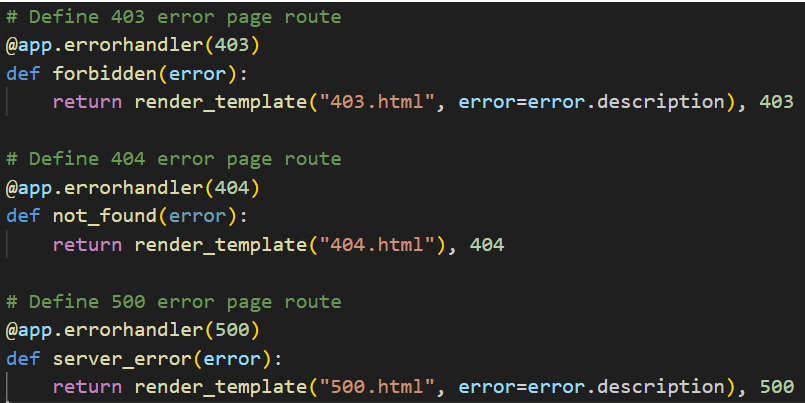 # Define 403 error page route
@app.errorhandler(403)
def forbidden(error):
    return render_template("403.html", error=error.description), 403
# Define 404 error page route
@app.errorhandler(404)
def not_found(error):
    return render_template("404.html"), 404
# Define 500 error page route
@app.errorhandler(500)
def server_error(error):
    return render_template("500.html", error=error.description), 500